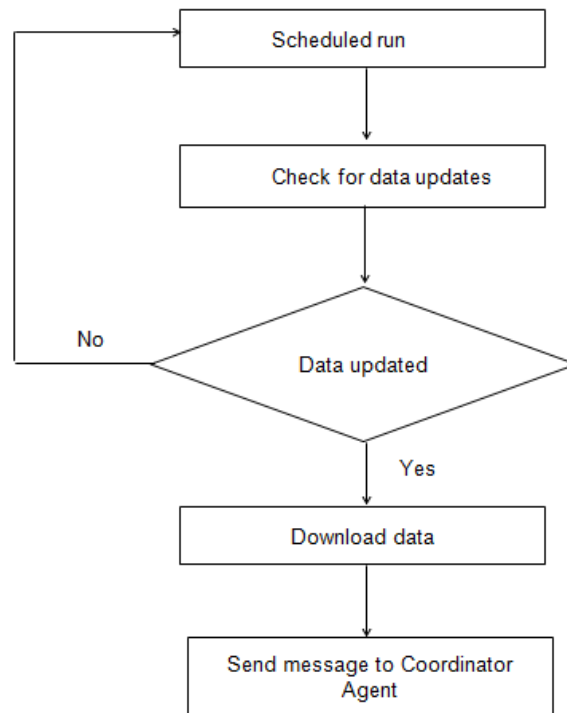 Scheduled run
Check for data updates
Data updated
No
Yes
Download data
Send message to Coordinator
Agent